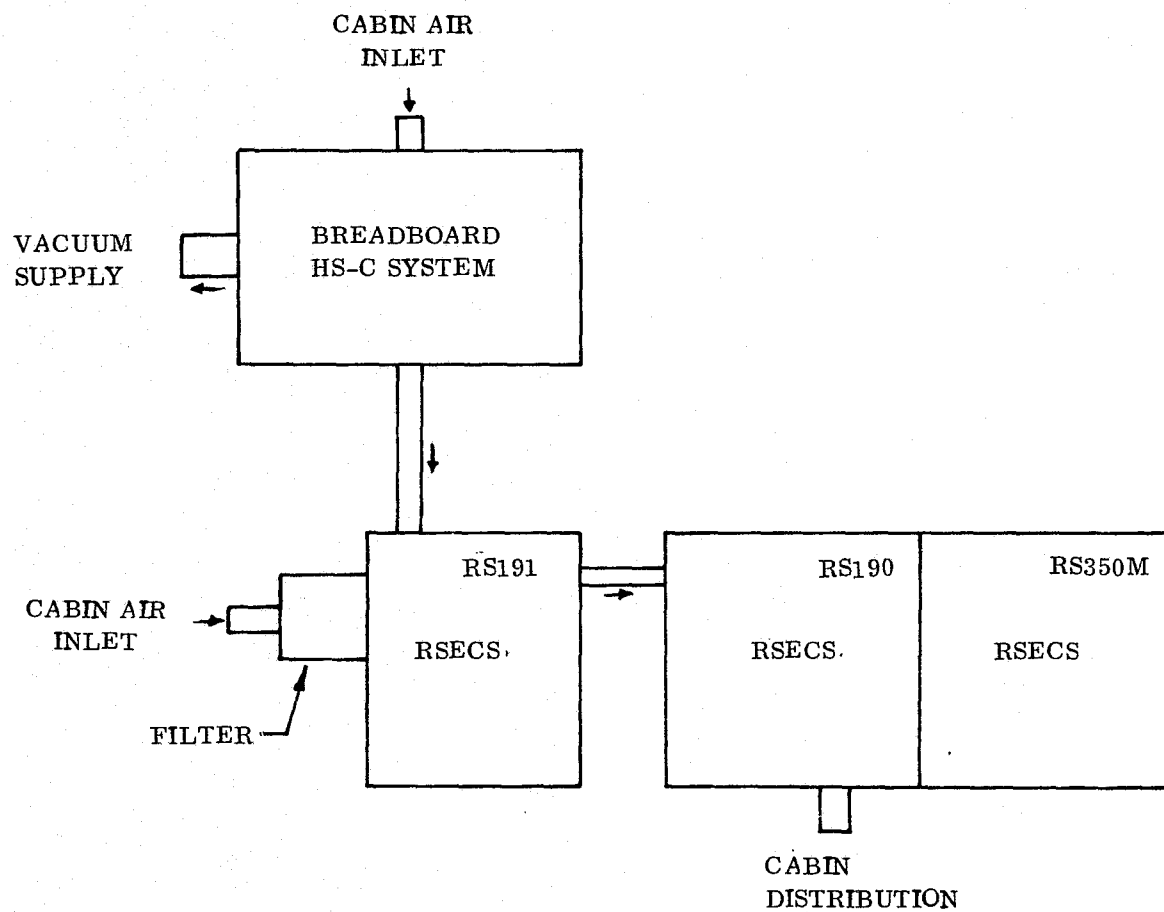 CABIN AIR
INLET
VACUUM
SUPPLY
BREADBOARD
HS-C SYSTEM
RS191
RS190
RS350M
CABIN AIR
INLET
RSECS
RSECS
RSECS
FILTER
CABIN
DISTRIBUTION